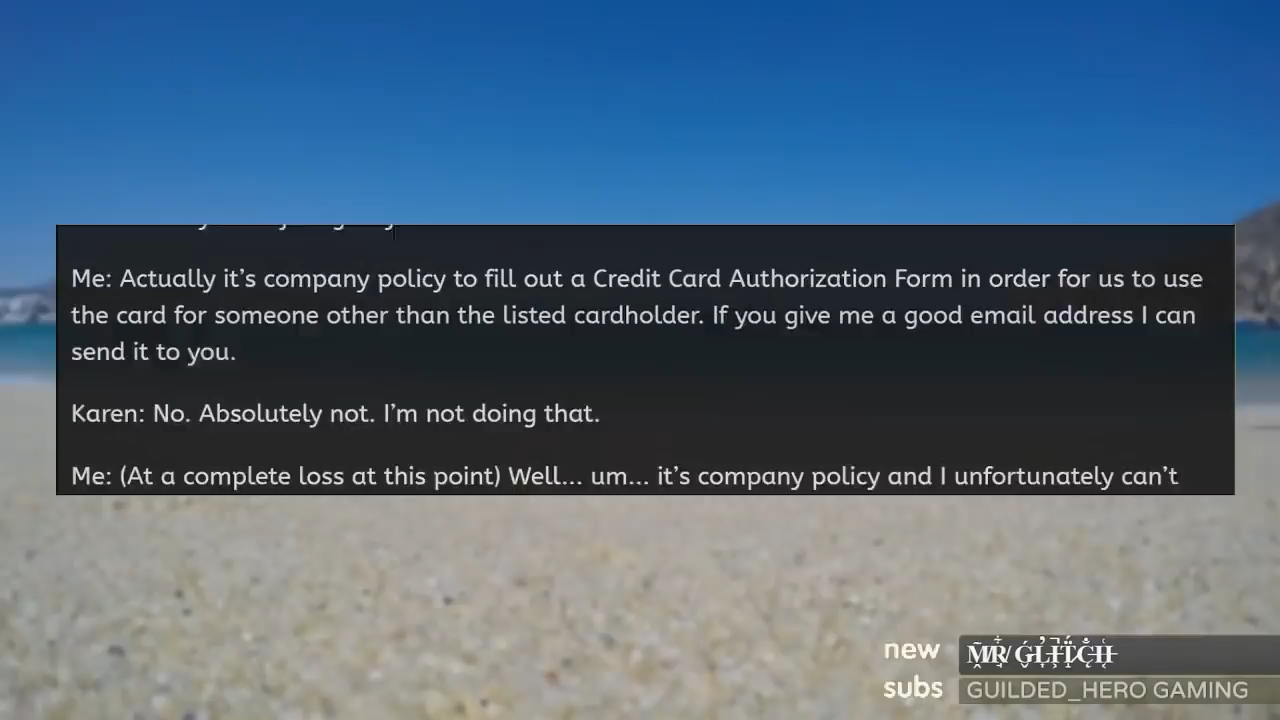 Me: Actually it's company policy to fill out a Credit Card Authorization Form in order for us to use
the card for someone other than the listed cardholder. If you give me a good email address I can
send it to you.
Karen: No. Absolutely not. I'm not doing that.
Me: (At a complete loss at this point) Well... um... it's company policy and I unfortunately can't
new MR GLITCH
subs GUILDED_HERO GAMING